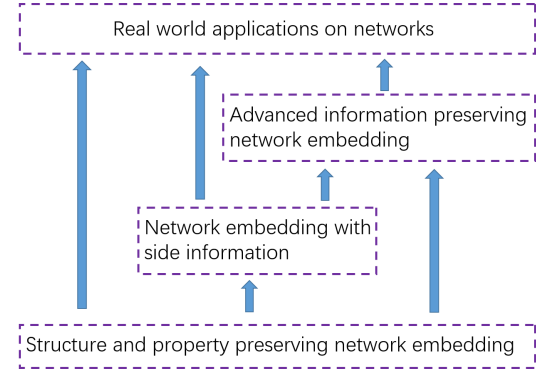 Real world applications on networks
Advanced information preserving
network embedding
Network embedding with
side information
Structure and property preserving network embedding